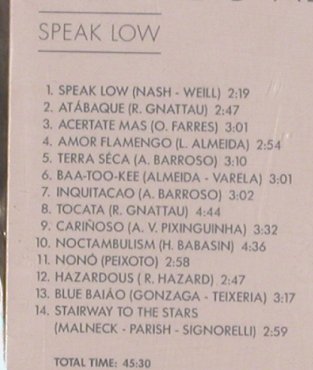 SPEAK LOW
1. SPEAK LOW (NASH - WEILL) 2:19
2. ATÁBAQUE (R. GNATTAU) 2:47
3. ACERTATE MAS (O. FARRES) 3:01
4. AMOR FLAMENGO (L. ALMEIDA) 2:54
5. TERRA SÉCA (A. BARROSO) 3:10
6. BAA-TOO-KEE (ALMEIDA - VARELA) 3:01
7. INQUITACAO (A. BARROSO) 3:02
8. TOCATA (R. GNATTAU) 4:44
9. CARIÑOSO (A. V. PIXINGUINHA) 3:32
10. NOCTAMBULISM (H. BABASIN) 4:36
11. NONÓ (PEIXOTO) 2:58
12. HAZARDOUS ( R. HAZARD) 2:47
13. BLUE BAIÃO (GONZAGA - TEIXERIA) 3:17
14. STAIRWAY TO THE STARS
(MALNECK - PARISH - SIGNORELLI) 2:59
TOTAL TIME: 45:30